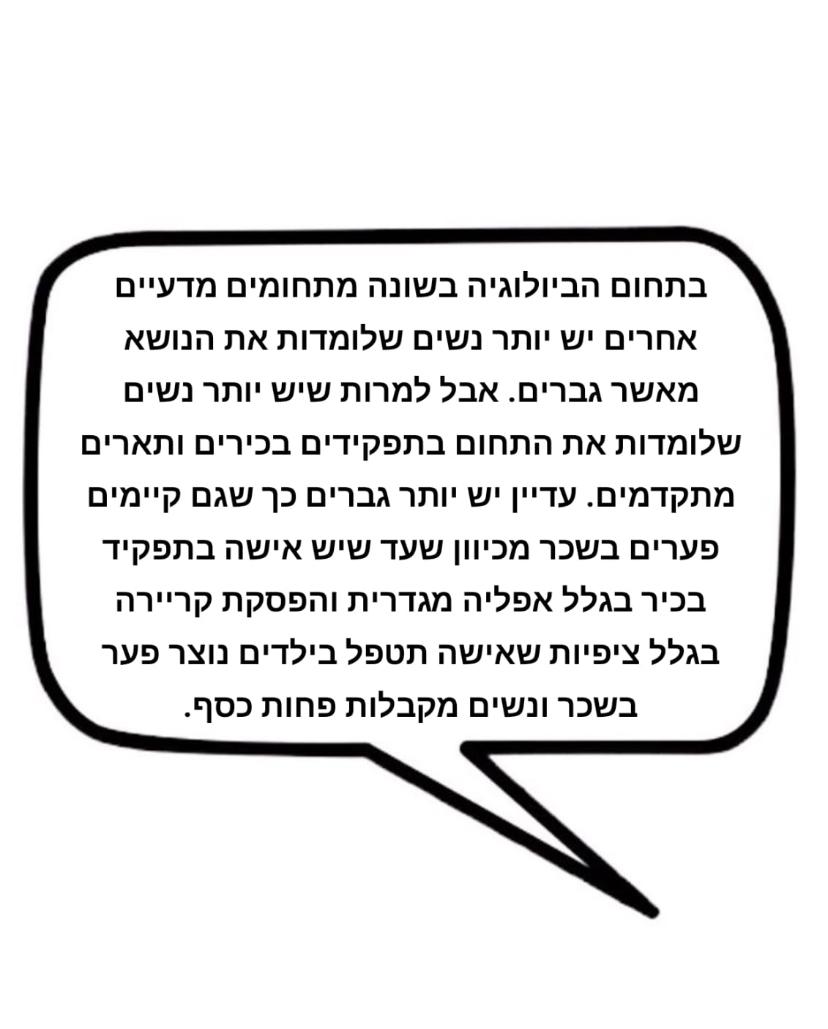 בתחום הביולוגיה בשונה מתחומים מדעיים
אחרים יש יותר נשים שלומדות את הנושא
מאשר גברים. אבל למרות שיש יותר נשים
שלומדות את התחום בתפקידים בכירים ותארים
מתקדמים. עדיין יש יותר גברים כך שגם קיימים
פערים בשכר מכיוון שעד שיש אישה בתפקיד
בכיר בגלל אפליה מגדרית והפסקת קריירה
בגלל ציפיות שאישה תטפל בילדים נוצר פער
בשכר ונשים מקבלות פחות כסף.